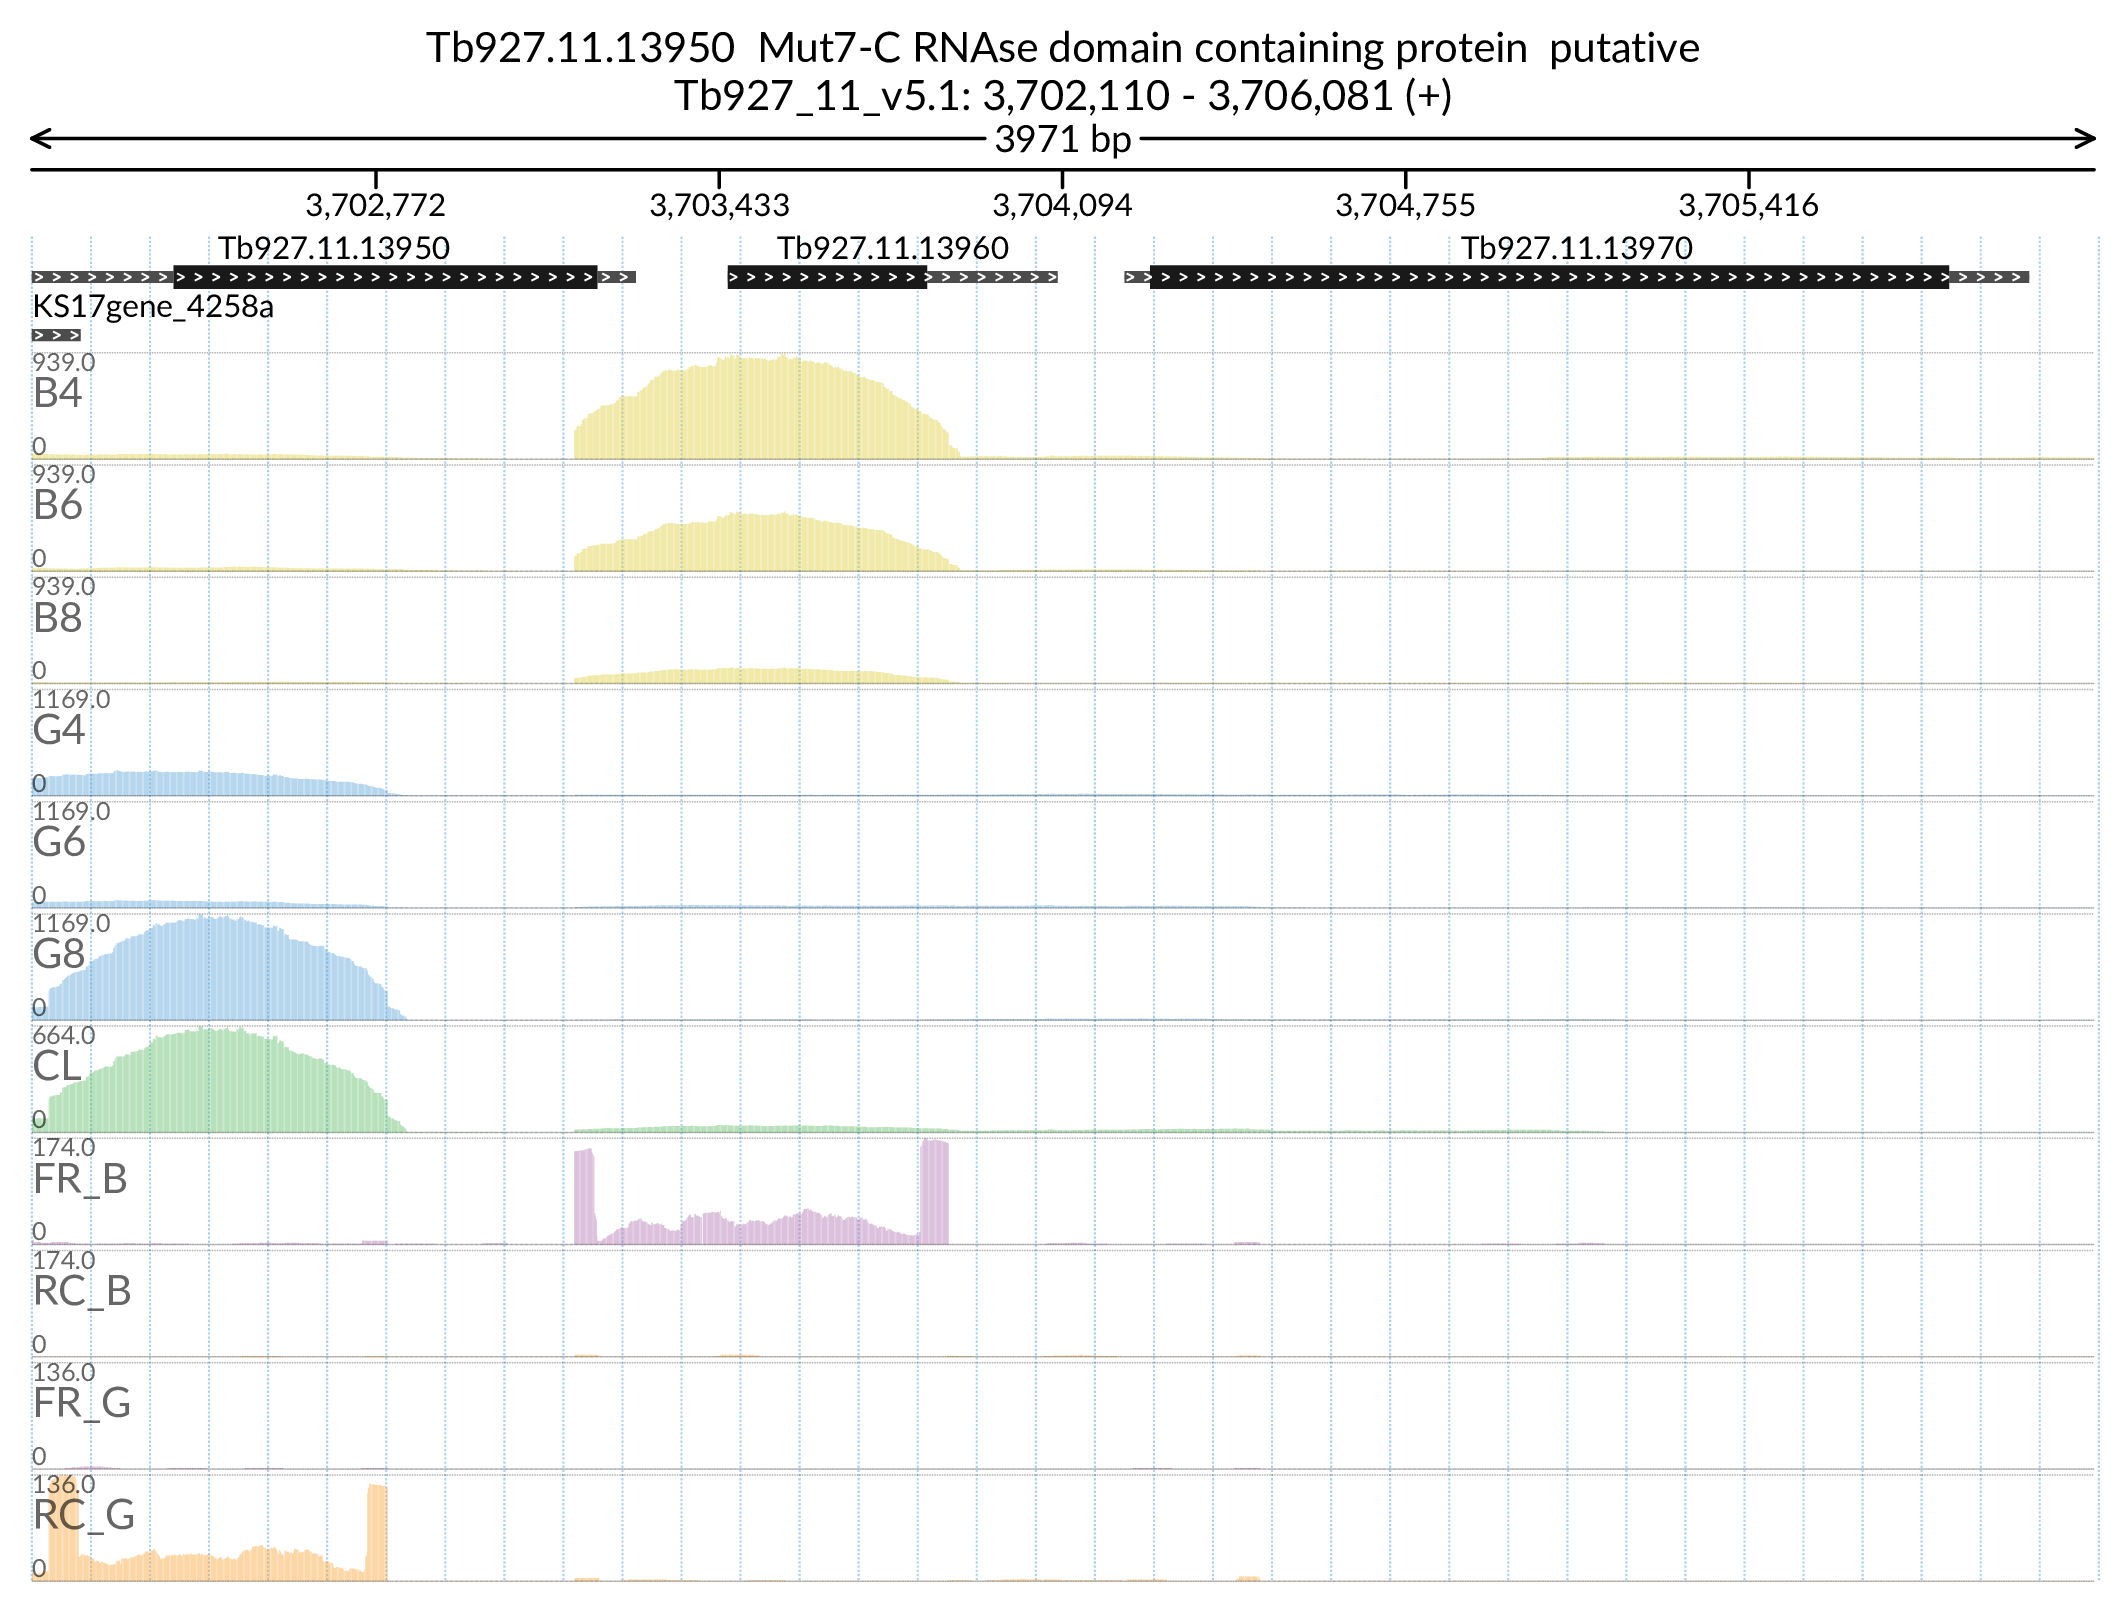 Tb927.11.13950  Mut7-C RNAse domain containing protein  putative
Tb927_11_v5.1: 3,702,110 - 3,706,081 (+)
3971 bp
3,702,772 3,703,433 3,704,094 3,704,755 3,705,416
Tb927.11.13950 Tb927.11.13960 Tb927.11.13970
KS17gene_4258a
939.0
B4
0
939.0
B6
0
939.0
B8
0
1169.0
G4
0
1169.0
G6
0
1169.0
G8
0
664.0
CL
0
174.0
FR_B
0
174.0
RC_B
0
136.0
FR_G
0
136.0
RC_G
0